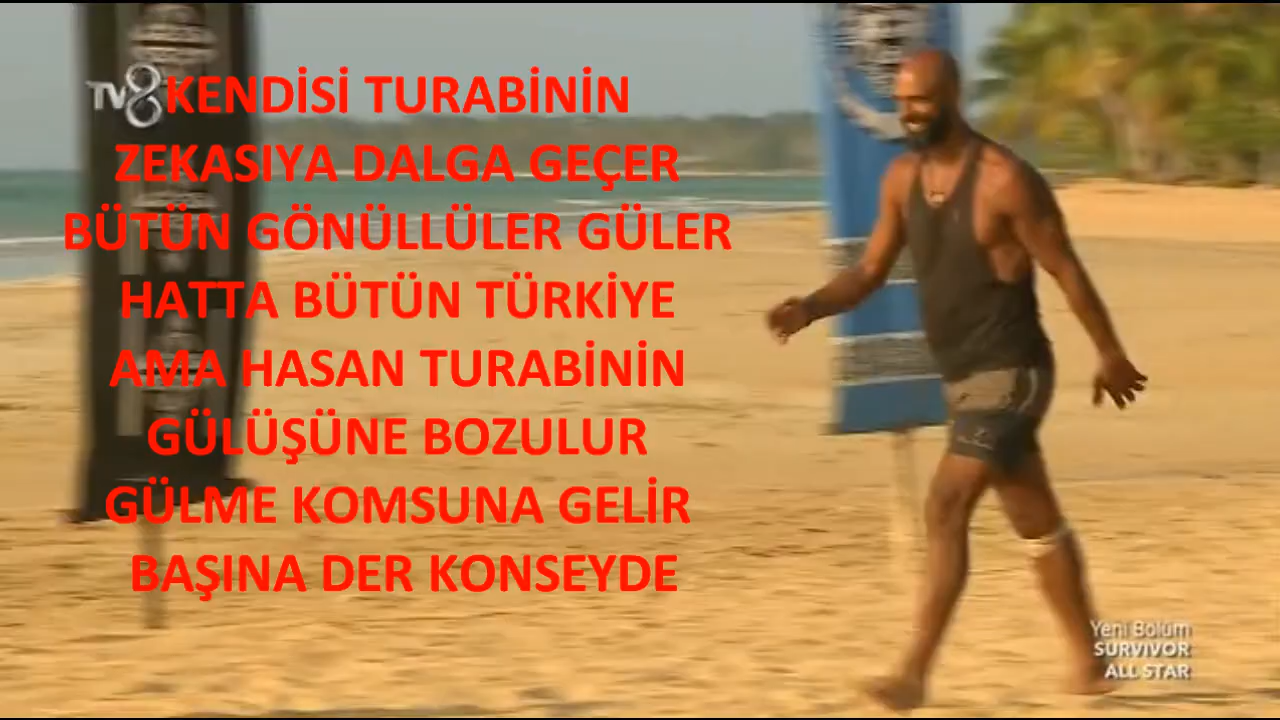 TV8
KENDİSİ TURABİNİN
ZEKASIYA DALGA GEÇER
BÜTÜN GÖNÜLLÜLER GÜLER
HATTA BÜTÜN TÜRKİYE
AMA HASAN TURABİNİN
GÜLÜŞÜNE BOZULUR
GÜLME KOMSUNA GELİR
BAŞINA DER KONSEYDE
Yeni Bölüm
SURVIVOR
ALL STAR